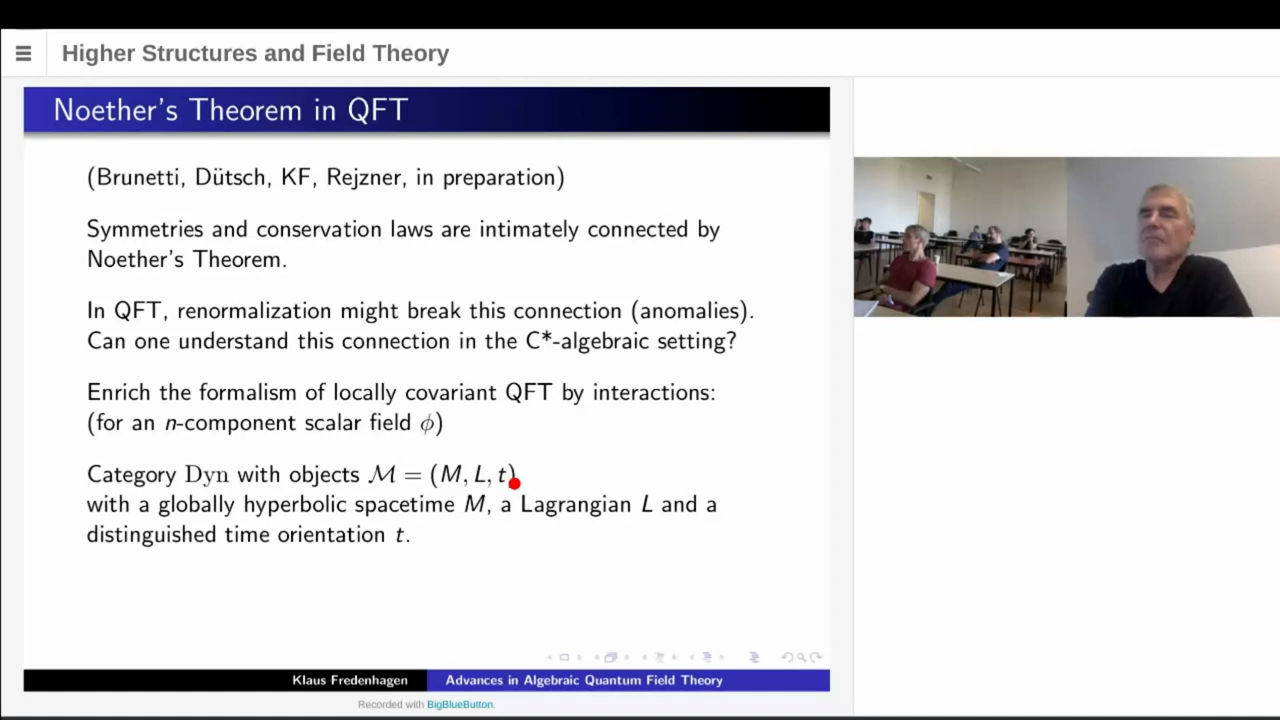 Higher Structures and Field Theory
Noether's Theorem in QFT
(Brunetti, Dütsch, KF, Rejzner, in preparation)
Symmetries and conservation laws are intimately connected by
Noether's Theorem.
In QFT, renormalization might break this connection (anomalies).
Can one understand this connection in the C*-algebraic setting?
Enrich the formalism of locally covariant QFT by interactions:
(for an n-component scalar field ϕ)
Category Dyn with objects ℳ = (M, L, t)
with a globally hyperbolic spacetime M, a Lagrangian L and a
distinguished time orientation t.
Klaus Fredenhagen
Advances in Algebraic Quantum Field Theory
Recorded with BigBlueButton.